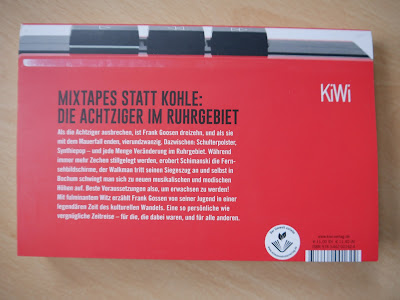 KiWi
MIXTAPES STATT KOHLE:
DIE ACHTZIGER IM RUHRGEBIET
Als die Achtziger anbrechen, ist Frank Goosen dreizehn, und als sie
mit dem Mauerfall enden, vierundzwanzig. Dazwischen: Schulterpolster,
Synthiepop – und jede Menge Veränderung im Ruhrgebiet. Während
immer mehr Zechen stillgelegt werden, erobert Schimanski die Fern-
sehbildschirme, der Walkman tritt seinen Siegeszug an und selbst in
Bochum schwingt man sich zu neuen musikalischen und modischen
Höhen auf. Beste Voraussetzungen also, um erwachsen zu werden!
Mit fulminantem Witz erzählt Frank Goosen von seiner Jugend in einer
legendären Zeit des kulturellen Wandels. Eine so persönliche wie
vergnügliche Zeitreise – für die, die dabei waren, und für alle anderen.